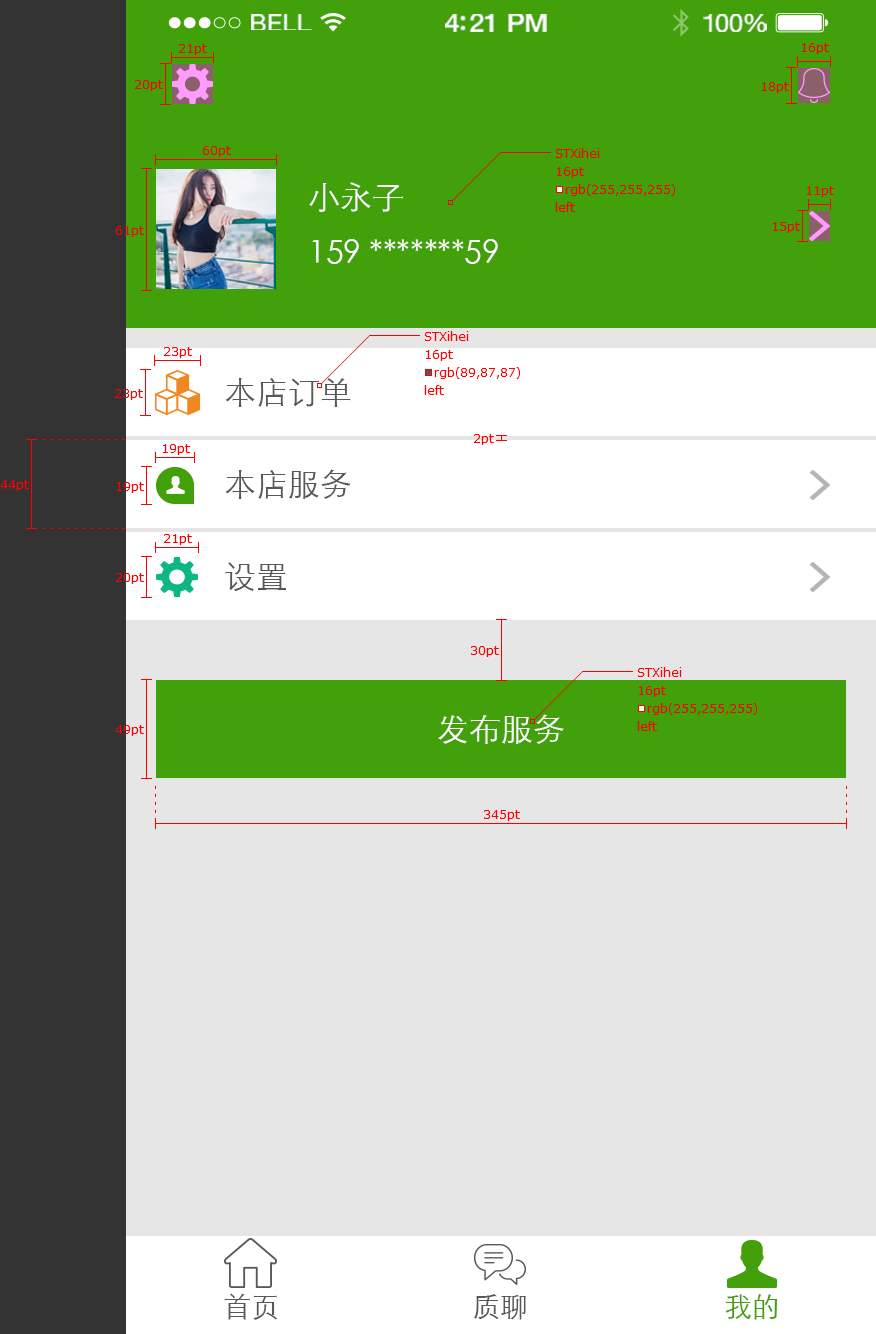 BELL 4:21 PM 100%
21pt
16pt
20pt
18pt
60pt
STXihei
16pt
rgb(255,255,255)
left
11pt
小永子
15pt
61pt
159 *******59
STXihei
16pt
rgb(89,87,87)
left
23pt
23pt
本店订单
2pt
19pt
44pt
19pt
本店服务
21pt
20pt
设置
30pt
STXihei
16pt
rgb(255,255,255)
left
49pt
发布服务
345pt
首页
质聊
我的